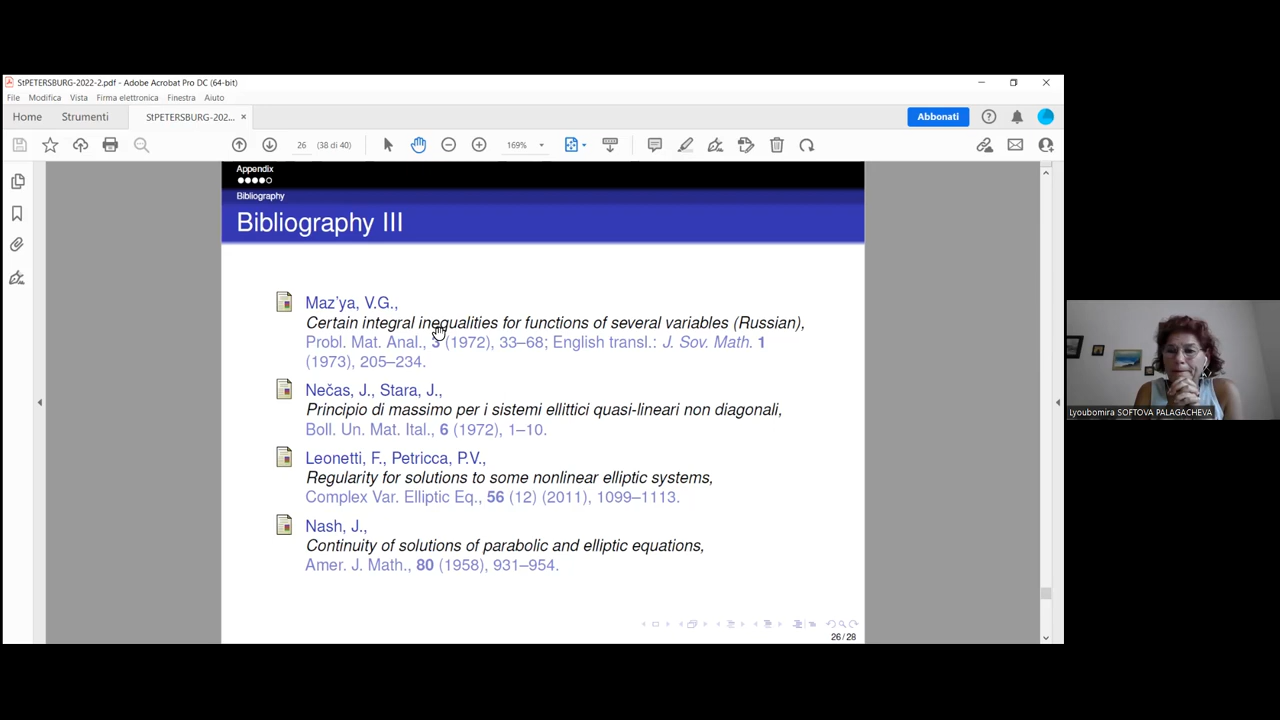 StPETERSBURG-2022-2.pdf - Adobe Acrobat Pro DC (64-bit)
File Modifica Vista Firma elettronica Finestra Aiuto
Home Strumenti StPETERSBURG-202... × Abbonati
26 (38 di 40) 169%
Appendix
Bibliography
Bibliography III
Maz'ya, V.G.,
Certain integral inequalities for functions of several variables (Russian),
Probl. Mat. Anal., (1972), 33–68; English transl.: J. Sov. Math. 1
(1973), 205–234.
Nečas, J., Stara, J.,
Principio di massimo per i sistemi ellittici quasi-lineari non diagonali,
Boll. Un. Mat. Ital., 6 (1972), 1–10.
Leonetti, F., Petricca, P.V.,
Regularity for solutions to some nonlinear elliptic systems,
Complex Var. Elliptic Eq., 56 (12) (2011), 1099–1113.
Nash, J.,
Continuity of solutions of parabolic and elliptic equations,
Amer. J. Math., 80 (1958), 931–954.
26/28
Lyoubomira SOFTOVA PALAGACHEVA